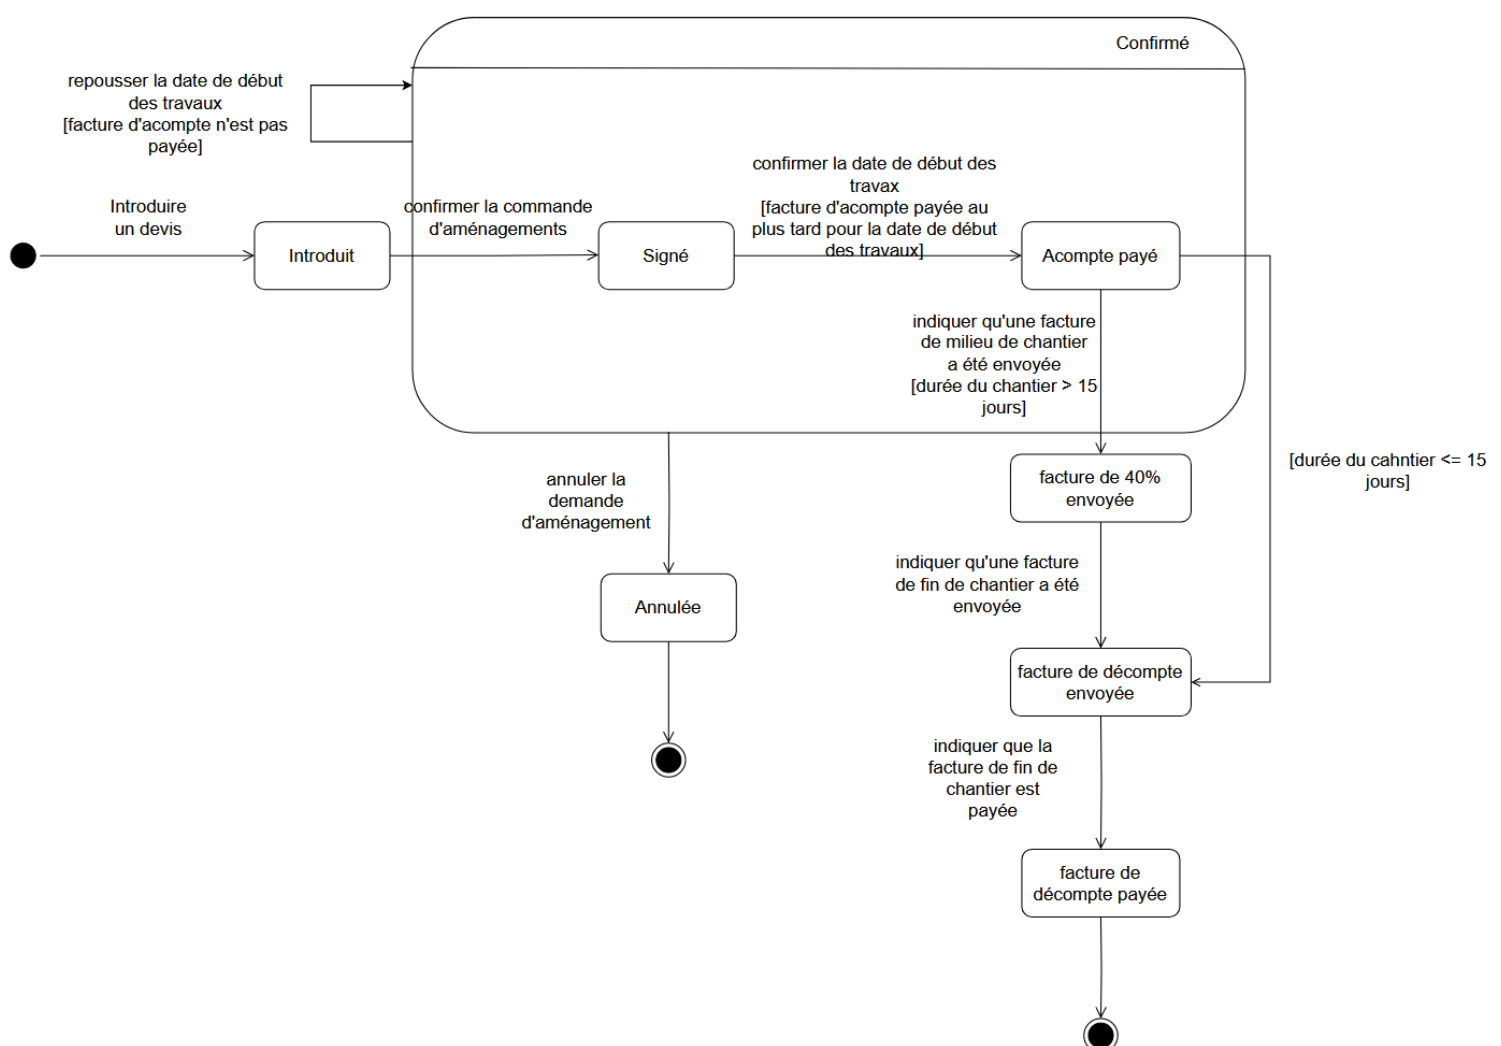 Confirmé
repousser la date de début
des travaux
[facture d'acompte n'est pas
payée]
Introduire
un devis
Introduit
confirmer la commande
d'aménagements
Signé
confirmer la date de début des
travax
[facture d'acompte payée au
plus tard pour la date de début
des travaux]
Acompte payé
indiquer qu'une facture
de milieu de chantier
a été envoyée
[durée du chantier > 15
jours]
[durée du cahntier <= 15
jours]
annuler la
demande
d'aménagement
Annulée
facture de 40%
envoyée
indiquer qu'une facture
de fin de chantier a été
envoyée
facture de décompte
envoyée
indiquer que la
facture de fin de
chantier est
payée
facture de
décompte payée